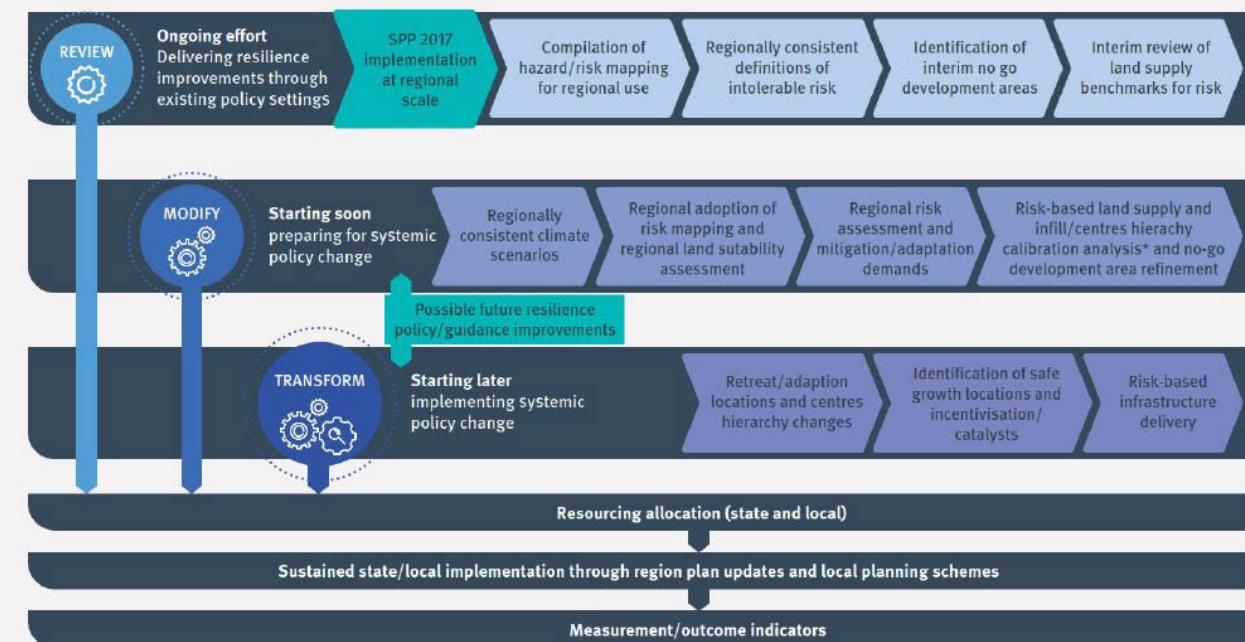 REVIEW
Ongoing effort
Delivering resilience
improvements through
existing policy settings
SPP 2017
implementation
at regional
scale
Compilation of
hazard/risk mapping
for regional use
Regionally consistent
definitions of
intolerable risk
Identification of
interim no go
development areas
Interim review of
land supply
benchmarks for risk
MODIFY
Starting soon
preparing for systemic
policy change
Regionally
consistent climate
scenarios
Regional adoption of
risk mapping and
regional land sutability
assessment
Regional risk
assessment and
mitigation/adaptation
demands
Risk-based land supply and
infill/centres hierachy
calibration analysis* and no-go
development area refinement
Possible future resilience
policy/guidance improvements
TRANSFORM
Starting later
implementing systemic
policy change
Retreat/adaption
locations and centres
hierarchy changes
Identification of safe
growth locations and
incentivisation/
catalysts
Risk-based
infrastructure
delivery
Resourcing allocation (state and local)
Sustained state/local implementation through region plan updates and local planning schemes
Measurement/outcome indicators